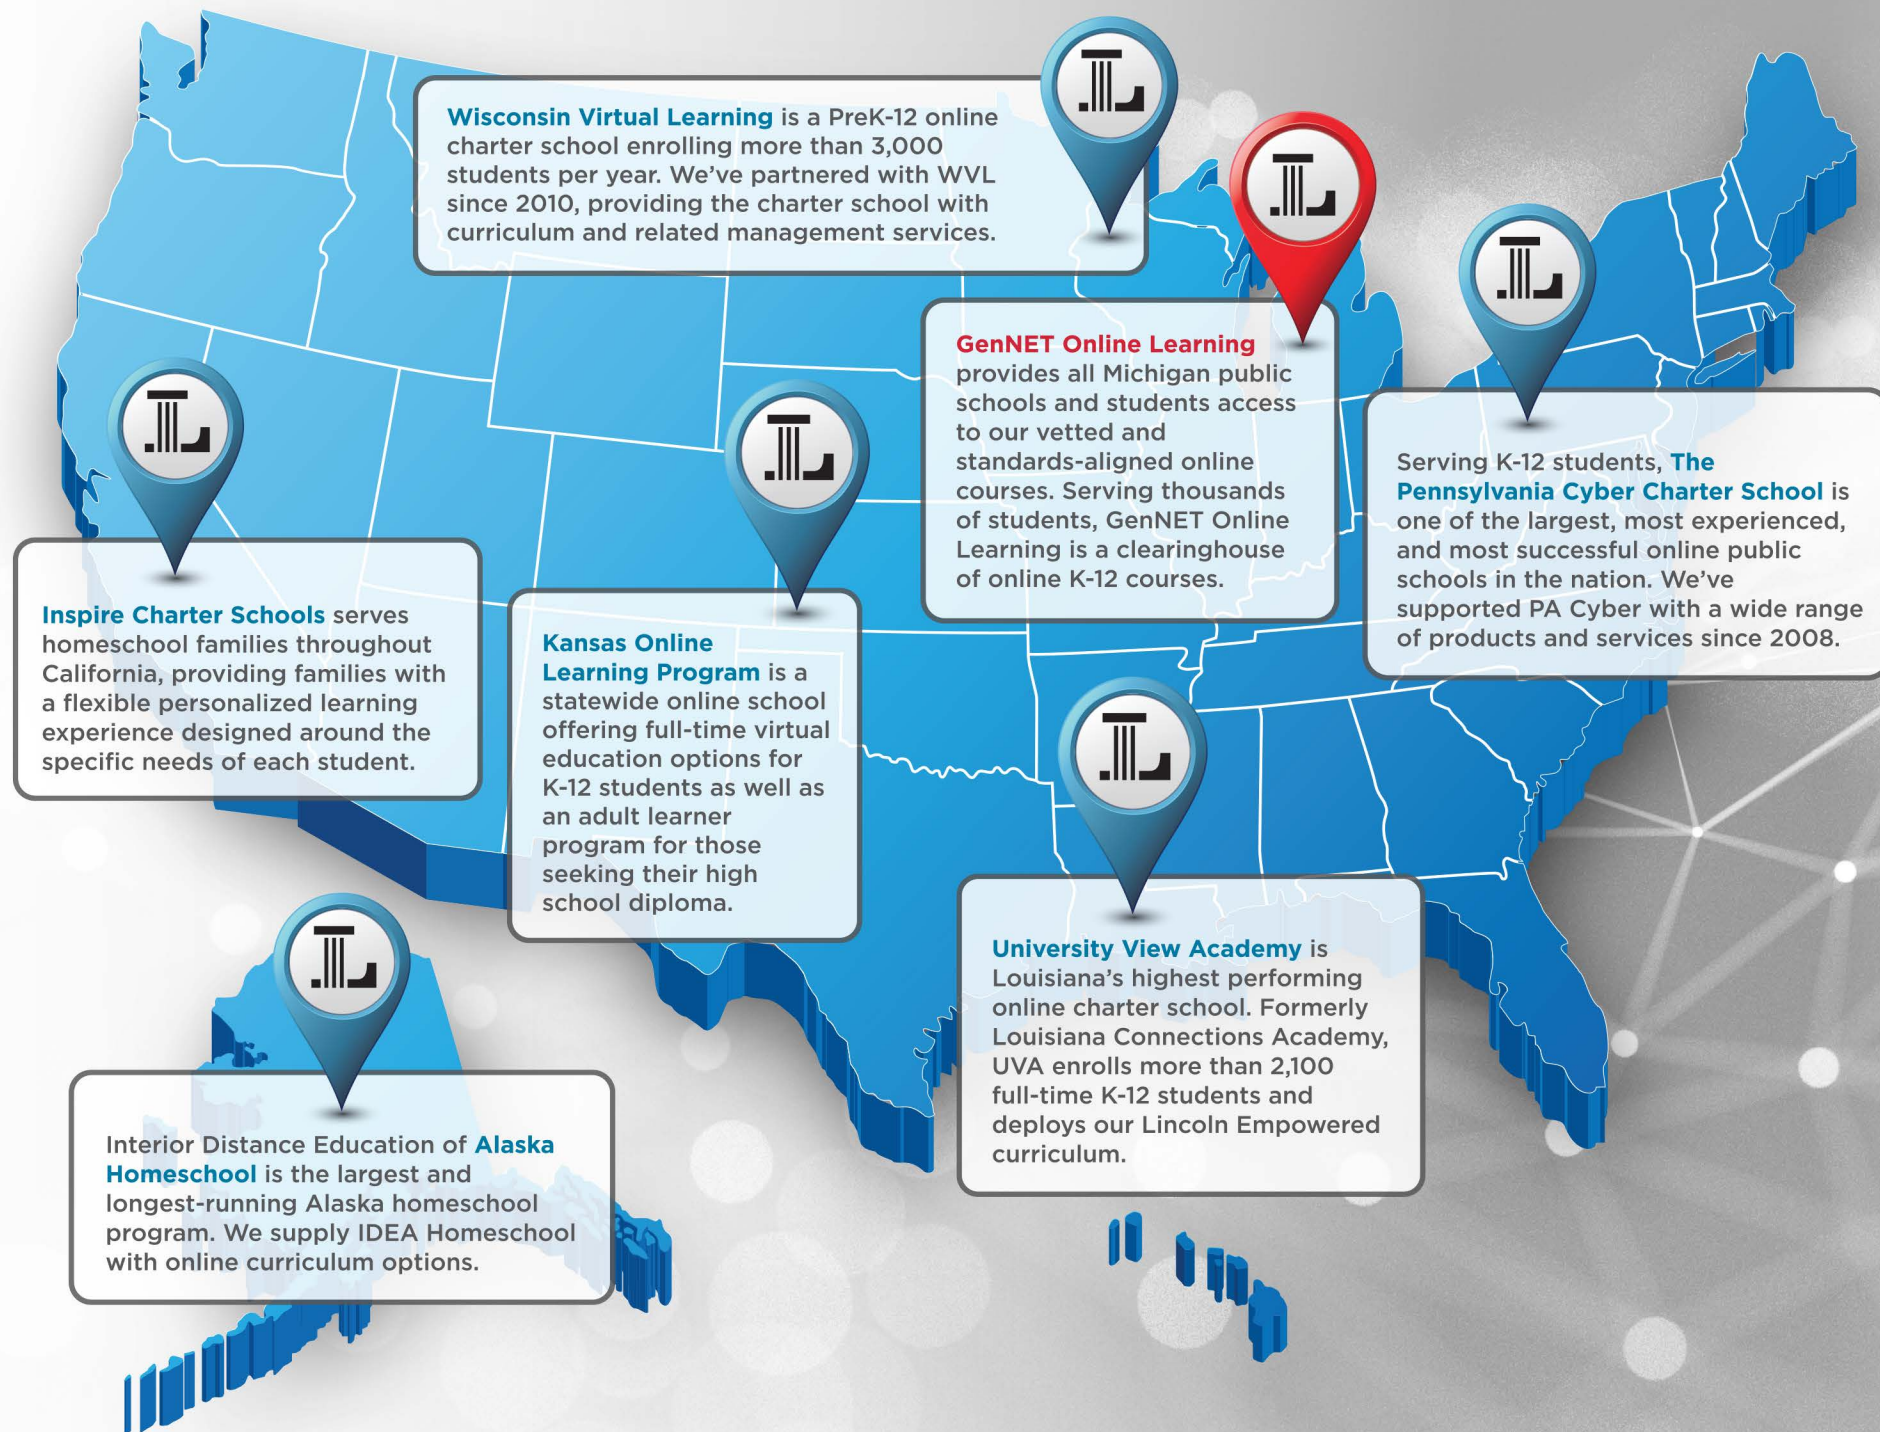 Wisconsin Virtual Learning is a PreK-12 online
charter school enrolling more than 3,000
students per year. We've partnered with WVL
since 2010, providing the charter school with
curriculum and related management services.
GenNET Online Learning
provides all Michigan public
schools and students access
to our vetted and
standards-aligned online
courses. Serving thousands
of students, GenNET Online
Learning is a clearinghouse
of online K-12 courses.
Serving K-12 students, The
Pennsylvania Cyber Charter School is
one of the largest, most experienced,
and most successful online public
schools in the nation. We've
supported PA Cyber with a wide range
of products and services since 2008.
Inspire Charter Schools serves
homeschool families throughout
California, providing families with
a flexible personalized learning
experience designed around the
specific needs of each student.
Kansas Online
Learning Program is a
statewide online school
offering full-time virtual
education options for
K-12 students as well as
an adult learner
program for those
seeking their high
school diploma.
University View Academy is
Louisiana's highest performing
online charter school. Formerly
Louisiana Connections Academy,
UVA enrolls more than 2,100
full-time K-12 students and
deploys our Lincoln Empowered
curriculum.
Interior Distance Education of Alaska
Homeschool is the largest and
longest-running Alaska homeschool
program. We supply IDEA Homeschool
with online curriculum options.